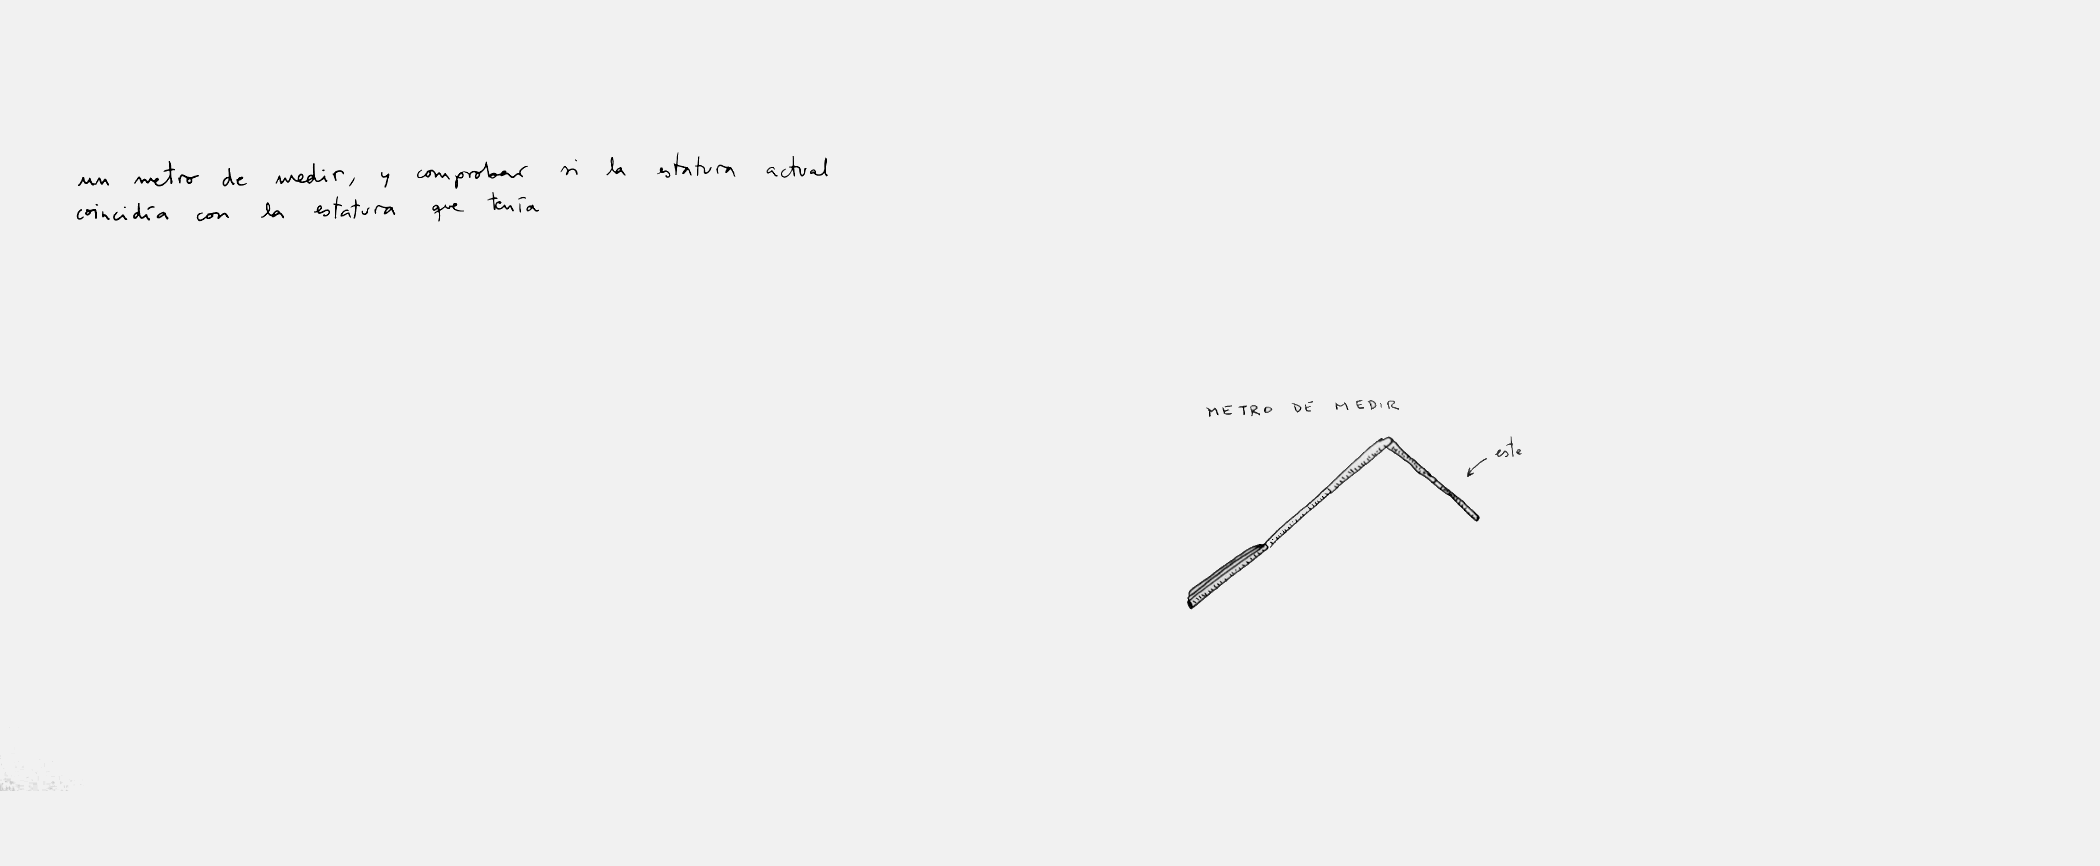 un metro de medir, y comprobar si la estatura actual
coincidía con la estatura que tenía
METRO DE MEDIR
este